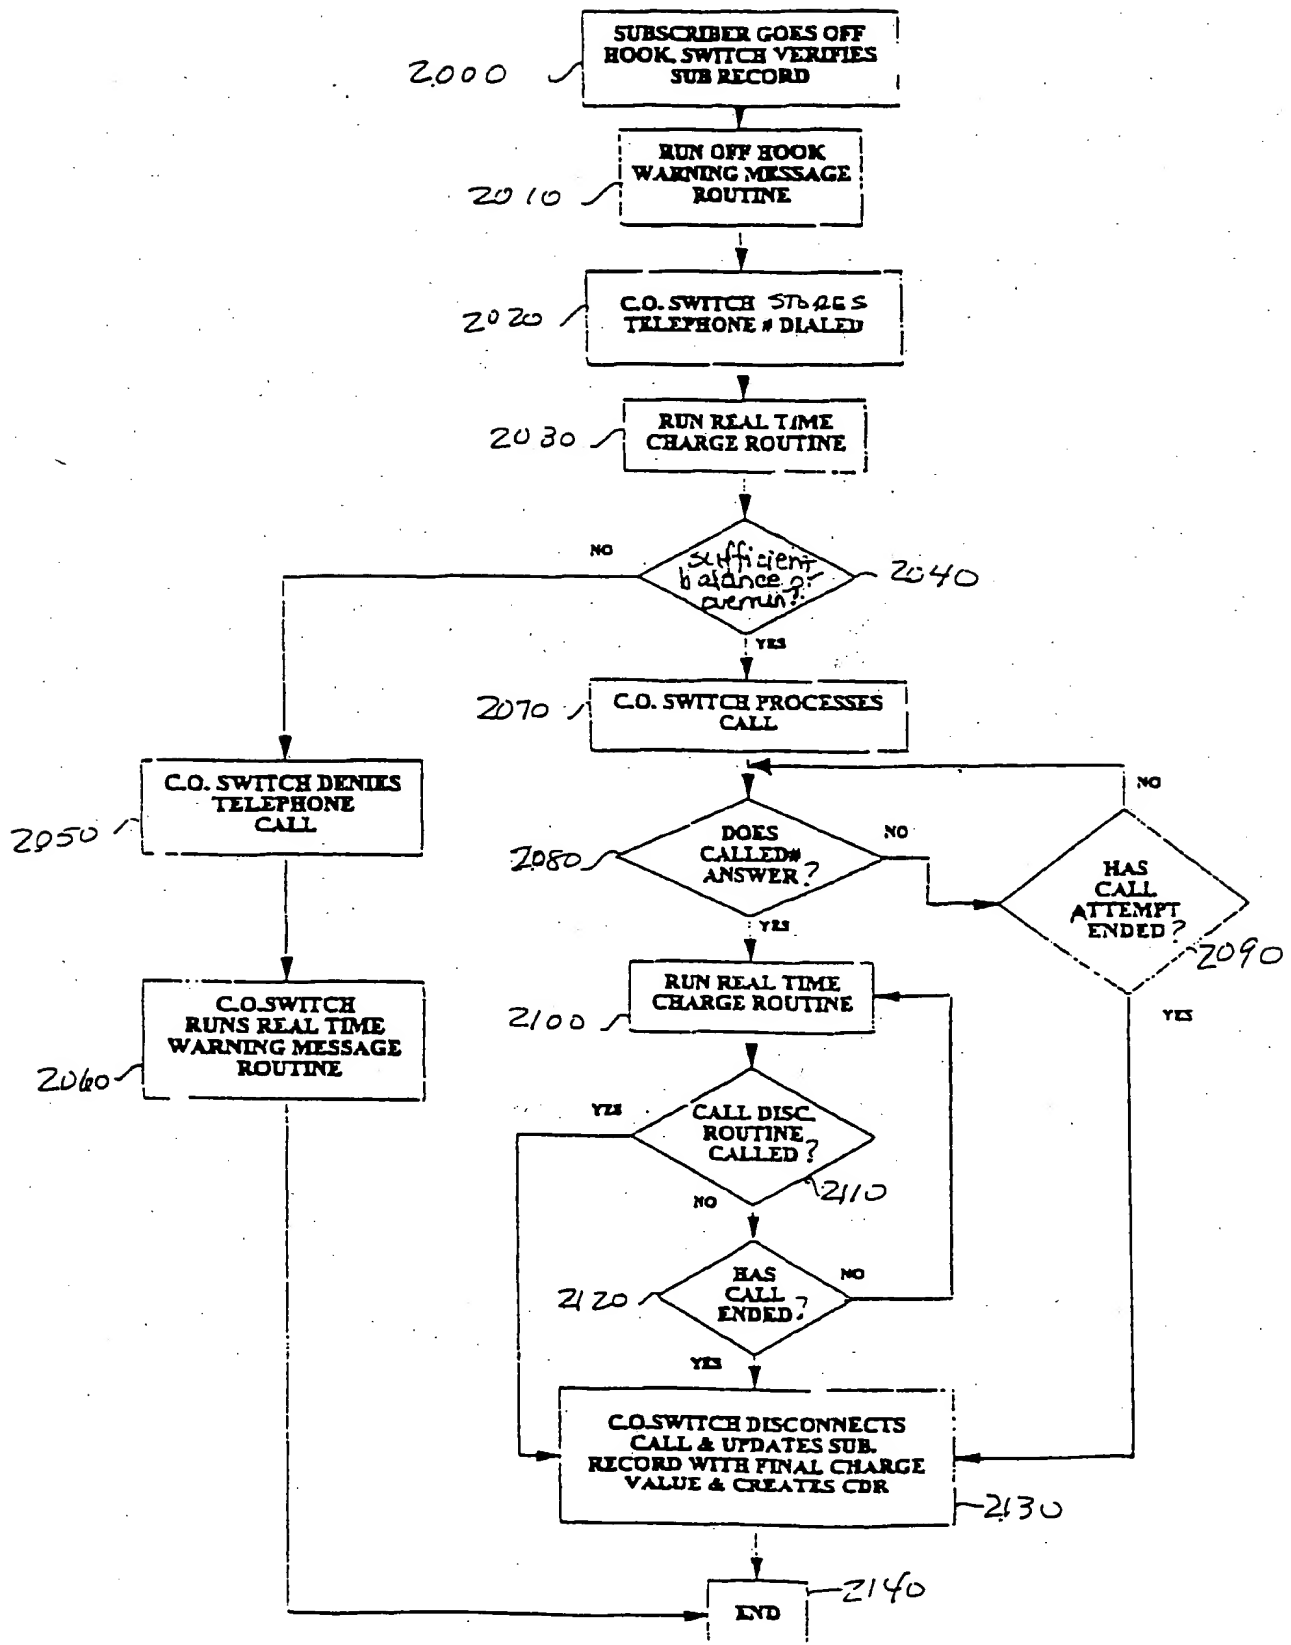 SUBSCRIBER GOES OFF
HOOK. SWITCH VERIFIES
SUB RECORD
2000
RUN OFF HOOK
WARNING MESSAGE
ROUTINE
2010
C.O. SWITCH STORES
TELEPHONE # DIALED
2020
RUN REAL TIME
CHARGE ROUTINE
2030
NO
sufficient
balance or
overrun?
2040
YES
C.O. SWITCH PROCESSES
CALL
2070
C.O. SWITCH DENIES
TELEPHONE
CALL
2050
NO
DOES
CALLED#
ANSWER?
2080
NO
HAS
CALL
ATTEMPT
ENDED?
2090
YES
YES
RUN REAL TIME
CHARGE ROUTINE
2100
C.O.SWITCH
RUNS REAL TIME
WARNING MESSAGE
ROUTINE
2060
YES
CALL DISC.
ROUTINE
CALLED?
2110
NO
HAS
CALL
ENDED?
2120
NO
YES
C.O.SWITCH DISCONNECTS
CALL & UPDATES SUB.
RECORD WITH FINAL CHARGE
VALUE & CREATES CDR
2130
END
2140